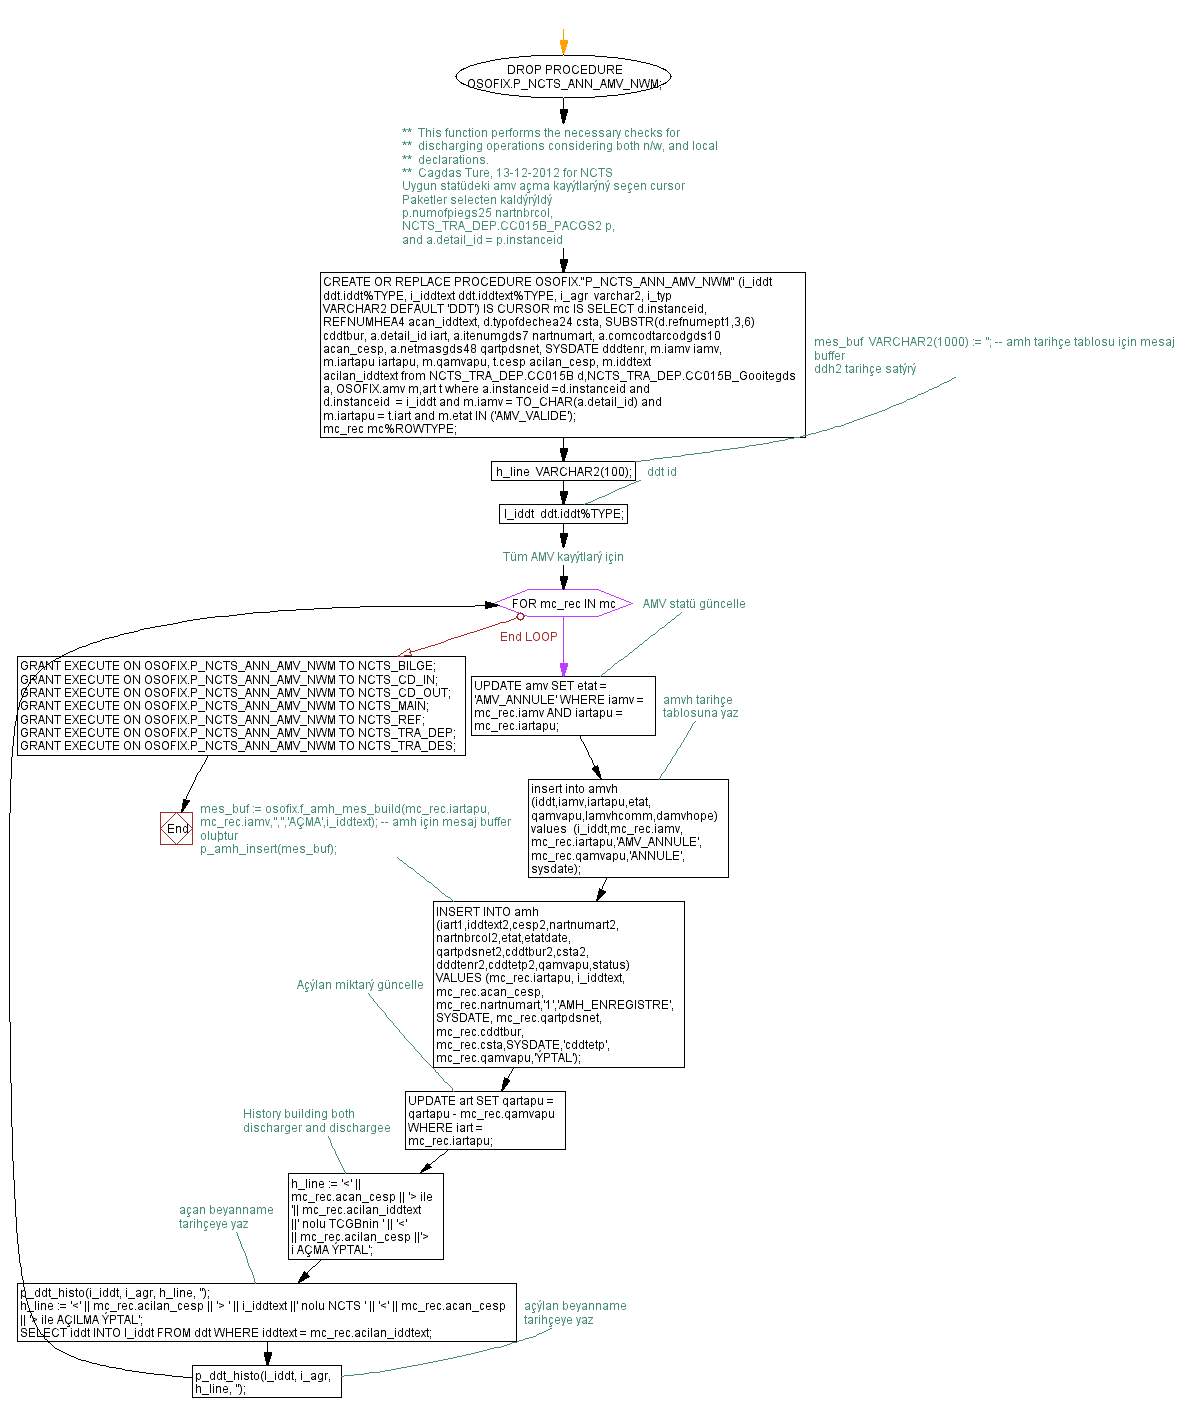 DROP PROCEDURE
OSOFIX.P_NCTS_ANN_AMV_NWM;
** This function performs the necessary checks for
** discharging operations considering both n/w, and local
** declarations.
** Cagdas Ture, 13-12-2012 for NCTS
Uygun statüdeki amv açma kayýtlarýný seçen cursor
Paketler selecten kaldýrýldý
p.numofpiegs25 nartnbrcol,
NCTS_TRA_DEP.CC015B_PACGS2 p,
and a.detail_id = p.instanceid
CREATE OR REPLACE PROCEDURE OSOFIX."P_NCTS_ANN_AMV_NWM" (i_iddt
ddt.iddt%TYPE, i_iddtext ddt.iddtext%TYPE, i_agr varchar2, i_typ
VARCHAR2 DEFAULT 'DDT') IS CURSOR mc IS SELECT d.instanceid,
REFNUMHEA4 acan_iddtext, d.typofdechea24 csta, SUBSTR(d.refnumept1,3,6)
cddtbur, a.detail_id iart, a.itenumgds7 nartnumart, a.comcodtarcodgds10
acan_cesp, a.netmasgds48 qartpdsnet, SYSDATE dddtenr, m.iamv iamv,
m.iartapu iartapu, m.qamvapu, t.cesp acilan_cesp, m.iddtext
acilan_iddtext from NCTS_TRA_DEP.CC015B d,NCTS_TRA_DEP.CC015B_Gooitegds
a, OSOFIX.amv m,art t where a.instanceid =d.instanceid and
d.instanceid = i_iddt and m.iamv = TO_CHAR(a.detail_id) and
m.iartapu = t.iart and m.etat IN ('AMV_VALIDE');
mc_rec mc%ROWTYPE;
mes_buf VARCHAR2(1000) := ''; -- amh tarihçe tablosu için mesaj
buffer
ddh2 tarihçe satýrý
h_line VARCHAR2(100);
ddt id
l_iddt ddt.iddt%TYPE;
Tüm AMV kayýtlarý için
FOR mc_rec IN mc
AMV statü güncelle
End LOOP
GRANT EXECUTE ON OSOFIX.P_NCTS_ANN_AMV_NWM TO NCTS_BILGE;
GRANT EXECUTE ON OSOFIX.P_NCTS_ANN_AMV_NWM TO NCTS_CD_IN;
GRANT EXECUTE ON OSOFIX.P_NCTS_ANN_AMV_NWM TO NCTS_CD_OUT;
GRANT EXECUTE ON OSOFIX.P_NCTS_ANN_AMV_NWM TO NCTS_MAIN;
GRANT EXECUTE ON OSOFIX.P_NCTS_ANN_AMV_NWM TO NCTS_REF;
GRANT EXECUTE ON OSOFIX.P_NCTS_ANN_AMV_NWM TO NCTS_TRA_DEP;
GRANT EXECUTE ON OSOFIX.P_NCTS_ANN_AMV_NWM TO NCTS_TRA_DES;
UPDATE amv SET etat =
'AMV_ANNULE' WHERE iamv =
mc_rec.iamv AND iartapu =
mc_rec.iartapu;
amvh tarihçe
tablosuna yaz
insert into amvh
(iddt,iamv,iartapu,etat,
qamvapu,lamvhcomm,damvhope)
values (i_iddt,mc_rec.iamv,
mc_rec.iartapu,'AMV_ANNULE',
mc_rec.qamvapu,'ANNULE',
sysdate);
End
mes_buf := osofix.f_amh_mes_build(mc_rec.iartapu,
mc_rec.iamv,'','','AÇMA',i_iddtext); -- amh için mesaj buffer
oluþtur
p_amh_insert(mes_buf);
INSERT INTO amh
(iart1,iddtext2,cesp2,nartnumart2,
nartnbrcol2,etat,etatdate,
qartpdsnet2,cddtbur2,csta2,
dddtenr2,cddtetp2,qamvapu,status)
VALUES (mc_rec.iartapu, i_iddtext,
mc_rec.acan_cesp,
mc_rec.nartnumart,'1','AMH_ENREGISTRE',
SYSDATE, mc_rec.qartpdsnet,
mc_rec.cddtbur,
mc_rec.csta,SYSDATE,'cddtetp',
mc_rec.qamvapu,'ÝPTAL');
Açýlan miktarý güncelle
UPDATE art SET qartapu =
qartapu - mc_rec.qamvapu
WHERE iart =
mc_rec.iartapu;
History building both
discharger and dischargee
h_line := '<' ||
mc_rec.acan_cesp || '> ile
'|| mc_rec.acilan_iddtext
||' nolu TCGBnin ' || '<'
|| mc_rec.acilan_cesp ||'>
i AÇMA ÝPTAL';
açan beyanname
tarihçeye yaz
p_ddt_histo(i_iddt, i_agr, h_line, '');
h_line := '<' || mc_rec.acilan_cesp || '> ' || i_iddtext ||' nolu NCTS ' || '<' || mc_rec.acan_cesp
|| '> ile AÇILMA ÝPTAL';
SELECT iddt INTO l_iddt FROM ddt WHERE iddtext = mc_rec.acilan_iddtext;
açýlan beyanname
tarihçeye yaz
p_ddt_histo(l_iddt, i_agr,
h_line, '');